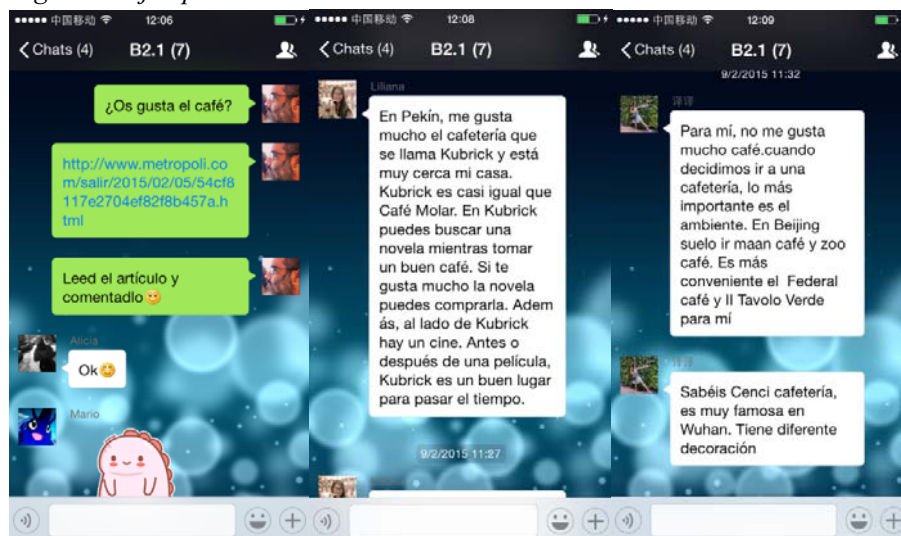 中国移动 12:06
Chats (4) B2.1 (7)
¿Os gusta el café?
http://www.metropoli.co
m/salir/2015/02/05/54cf8
117e2704ef82f8b457a.h
tml
Leed el artículo y
comentadlo
Alicia
Ok
Mario
中国移动 12:08
Chats (4) B2.1 (7)
Liliana
En Pekín, me gusta
mucho el cafetería que
se llama Kubrick y está
muy cerca mi casa.
Kubrick es casi igual que
Café Molar. En Kubrick
puedes buscar una
novela mientras tomar
un buen café. Si te
gusta mucho la novela
puedes comprarla. Adem
ás, al lado de Kubrick
hay un cine. Antes o
después de una película,
Kubrick es un buen lugar
para pasar el tiempo.
9/2/2015 11:27
中国移动 12:09
Chats (4) B2.1 (7)
9/2/2015 11:32
Para mí, no me gusta
mucho café.cuando
decidimos ir a una
cafetería, lo más
importante es el
ambiente. En Beijing
suelo ir maan café y zoo
café. Es más
conveniente el Federal
café y Il Tavolo Verde
para mí
Sabéis Cenci cafetería,
es muy famosa en
Wuhan. Tiene diferente
decoración